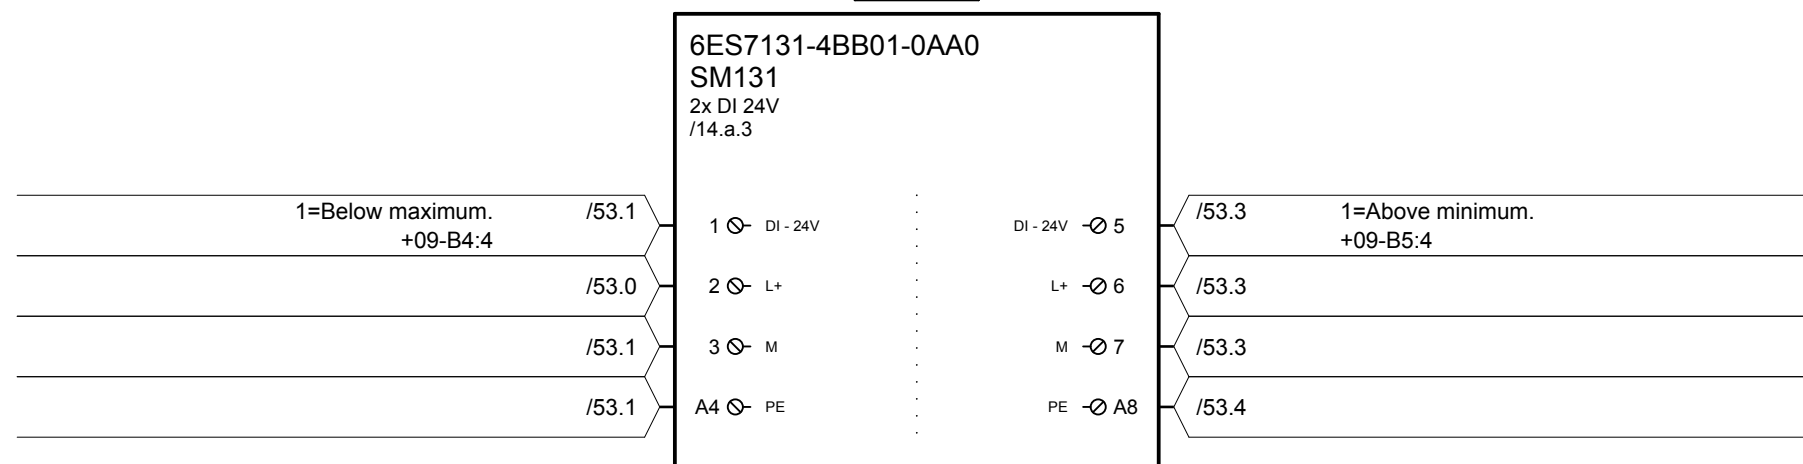 6ES7131-4BB01-0AA0
SM131
2x DI 24V
/14.a.3
1=Below maximum. /53.1 1 DI - 24V DI - 24V 5 /53.3 1=Above minimum.
+09-B4:4 +09-B5:4
/53.0 2 L+ L+ 6 /53.3
/53.1 3 M M 7 /53.3
/53.1 A4 PE PE A8 /53.4